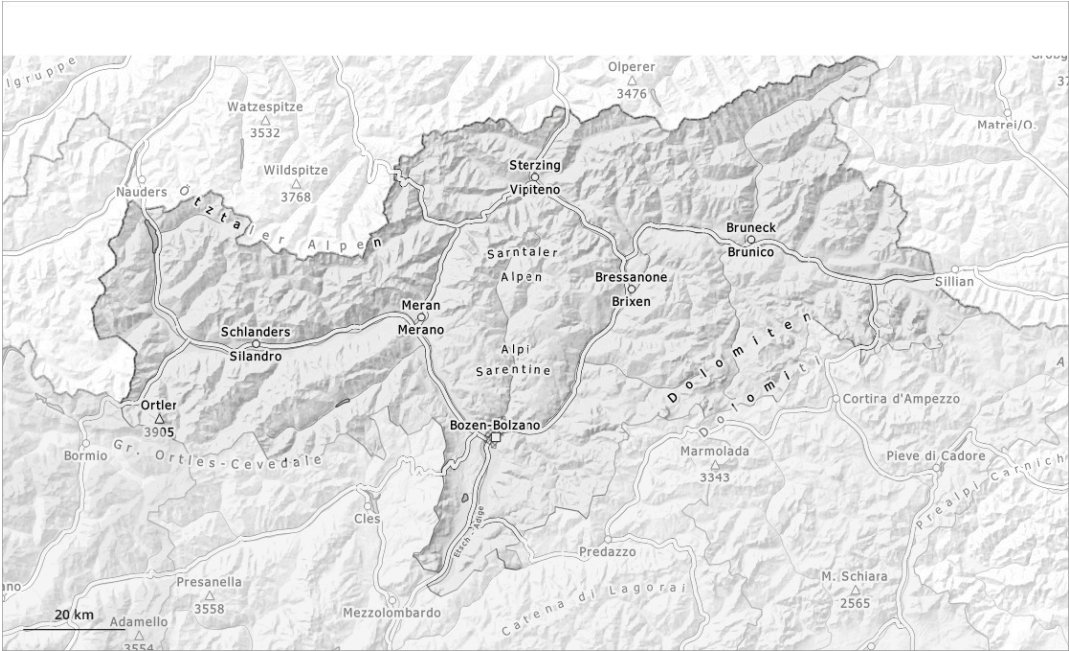 lgruppe
Olperer
3476
Watzespitze
3532
Matrei/O.
Wildspitze
3768
Sterzing
Vipiteno
Nauders
Ötztaler Alpen
Bruneck
Brunico
Sarntaler
Alpen
Bressanone
Brixen
Sillian
Meran
Merano
Schlanders
Silandro
Alpi
Sarentine
Dolomiten
Dolomiti
Ortler
3905
Cortina d'Ampezzo
Bozen-Bolzano
Bormio
Gr. Ortles-Cevedale
Marmolada
3343
Pieve di Cadore
Prealpi Carnich
Cles
Etsch - Adige
Predazzo
Presanella
3558
M. Schiara
2565
ano
Catena di Lagorai
Mezzolombardo
20 km
Adamello
3554